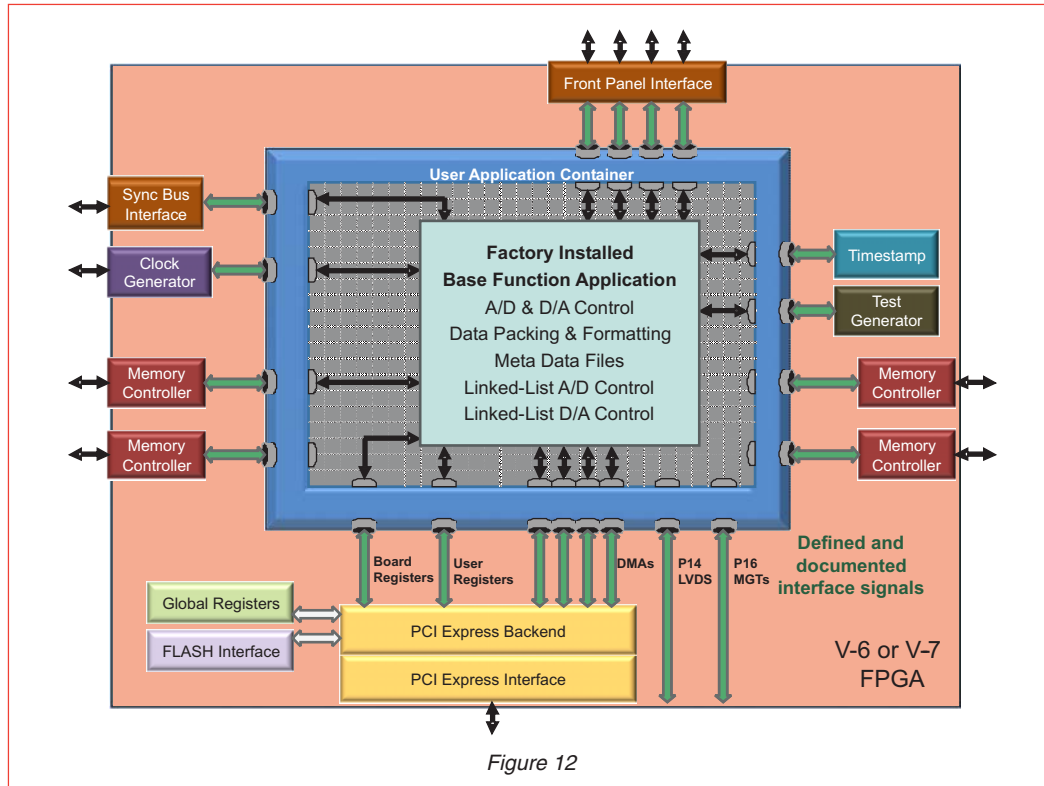 Front Panel Interface
User Application Container
Sync Bus
Interface
Clock
Generator
Memory
Controller
Memory
Controller
Factory Installed
Base Function Application
A/D & D/A Control
Data Packing & Formatting
Meta Data Files
Linked-List A/D Control
Linked-List D/A Control
Timestamp
Test
Generator
Memory
Controller
Memory
Controller
Board
Registers
User
Registers
DMAs
P14
LVDS
P16
MGTs
Defined and
documented
interface signals
Global Registers
FLASH Interface
PCI Express Backend
PCI Express Interface
V-6 or V-7
FPGA
Figure 12